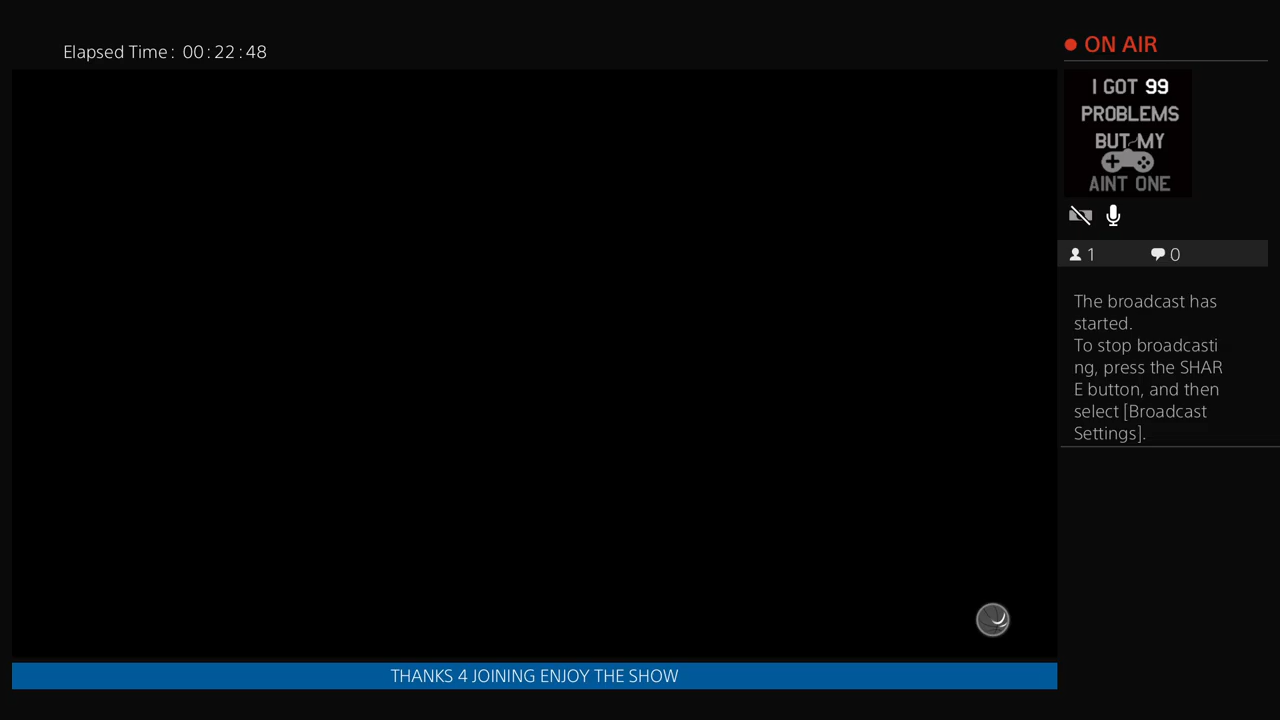 Elapsed Time: 00:22:48
ON AIR
I GOT 99
PROBLEMS
BUT MY
AINT ONE
1 0
The broadcast has
started.
To stop broadcasti
ng, press the SHAR
E button, and then
select [Broadcast
Settings].
THANKS 4 JOINING ENJOY THE SHOW